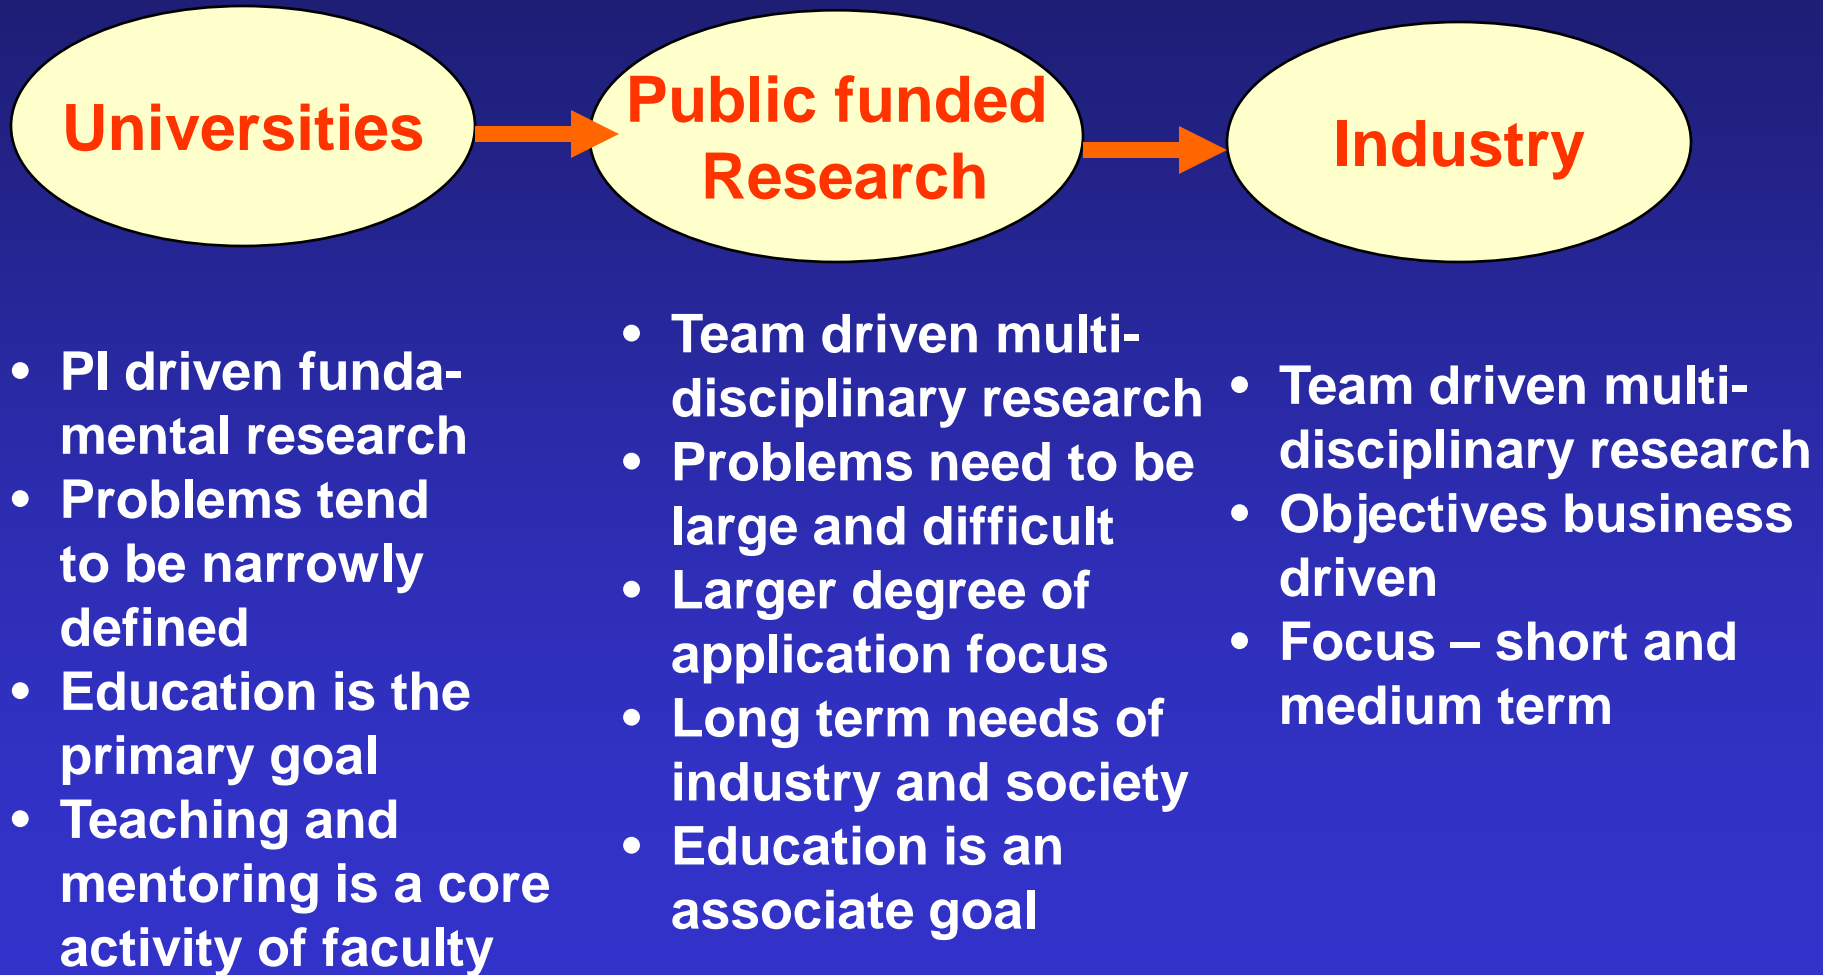 Universities
Public funded
Research
Industry
• PI driven funda-
mental research
• Problems tend
to be narrowly
defined
• Education is the
primary goal
• Teaching and
mentoring is a core
activity of faculty
• Team driven multi-
disciplinary research
• Problems need to be
large and difficult
• Larger degree of
application focus
• Long term needs of
industry and society
• Education is an
associate goal
• Team driven multi-
disciplinary research
• Objectives business
driven
• Focus – short and
medium term